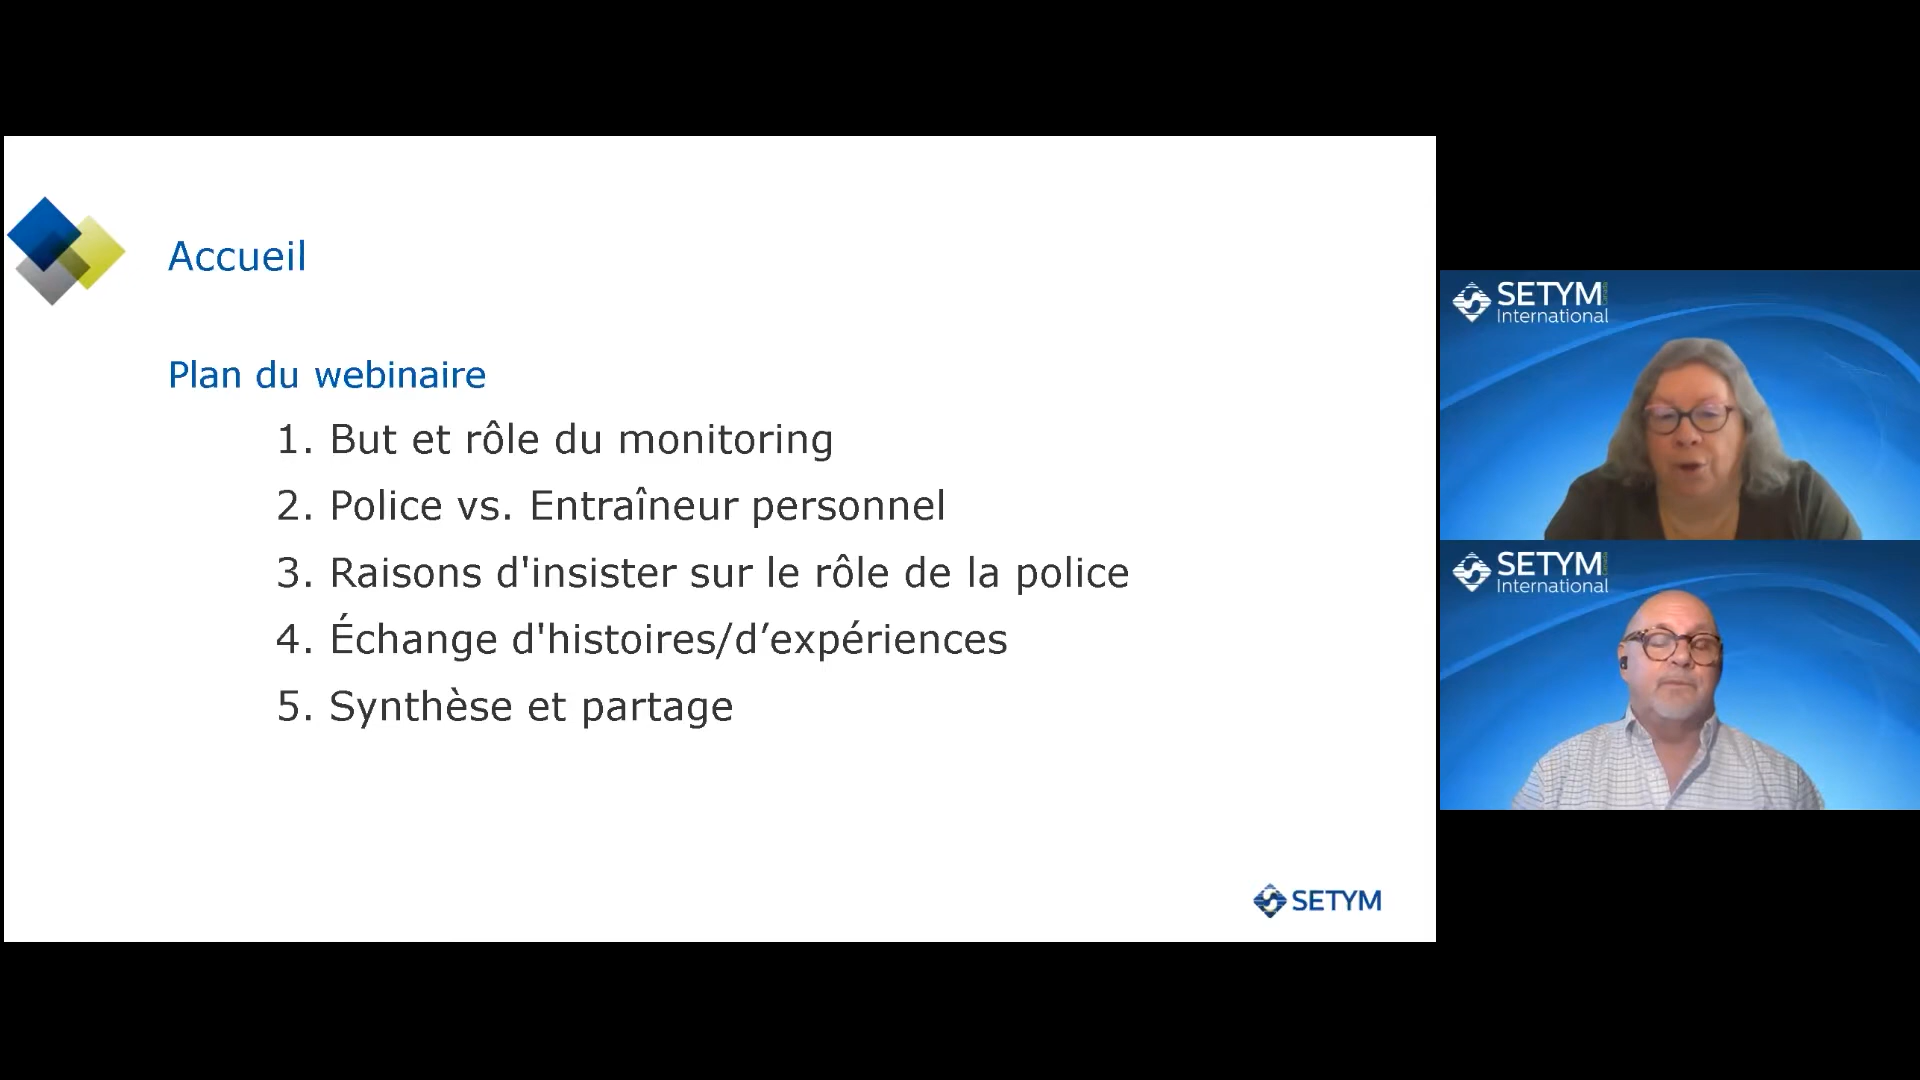 Accueil
Plan du webinaire
1. But et rôle du monitoring
2. Police vs. Entraîneur personnel
3. Raisons d'insister sur le rôle de la police
4. Échange d'histoires/d’expériences
5. Synthèse et partage
SETYM
SETYM
International
SETYM
International